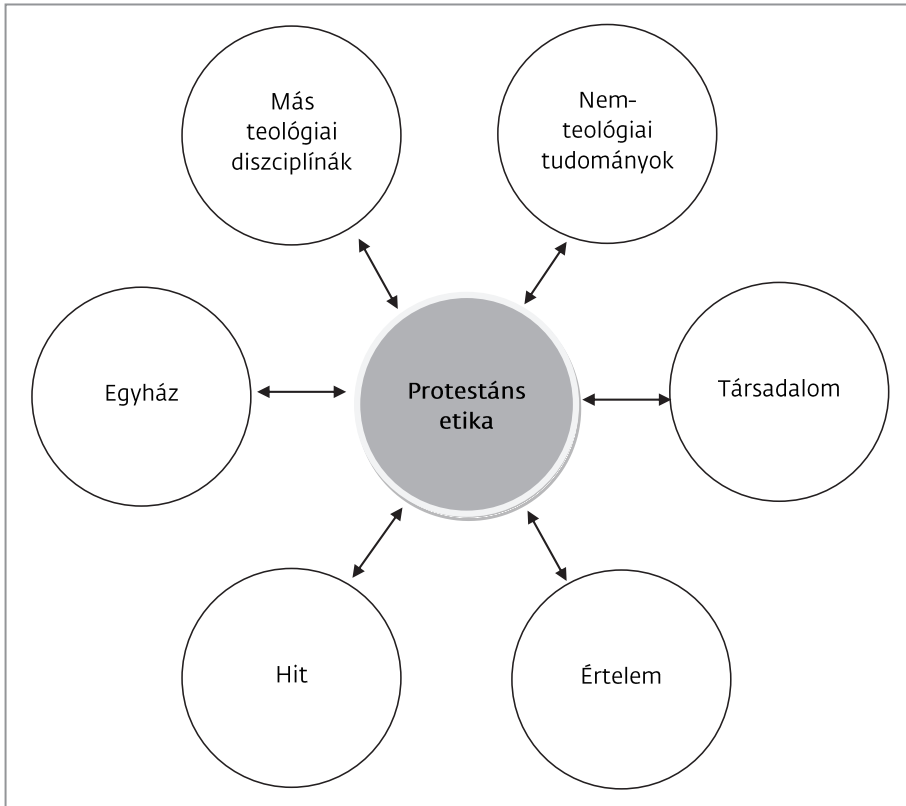 Más
teológiai
diszciplínák
Nem-
teológiai
tudományok
Egyház
Protestáns
etika
Társadalom
Hit
Értelem